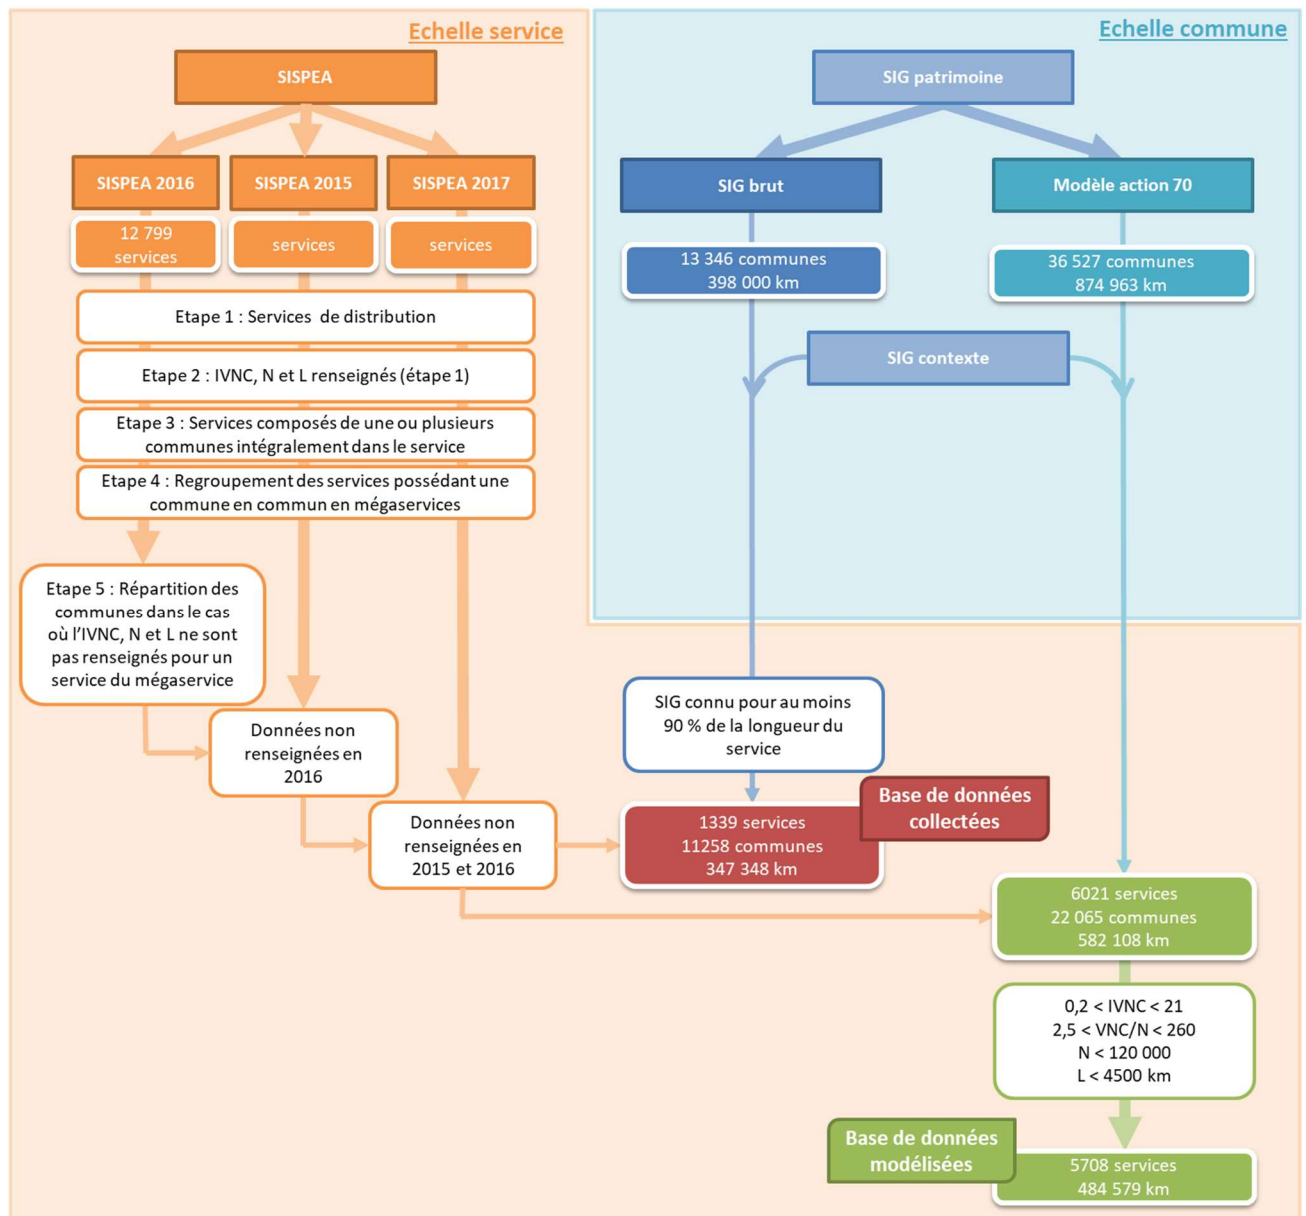 Echelle service
SISPEA
SISPEA 2016
SISPEA 2015
SISPEA 2017
12 799
services
services
services
Etape 1 : Services de distribution
Etape 2 : IVNC, N et L renseignés (étape 1)
Etape 3 : Services composés de une ou plusieurs
communes intégralement dans le service
Etape 4 : Regroupement des services possédant une
commune en commun en mégaservices
Etape 5 : Répartition des
communes dans le cas
où l'IVNC, N et L ne sont
pas renseignés pour un
service du mégaservice
Données non
renseignées en
2016
Données non
renseignées en
2015 et 2016
Echelle commune
SIG patrimoine
SIG brut
Modèle action 70
13 346 communes
398 000 km
36 527 communes
874 963 km
SIG contexte
SIG connu pour au moins
90 % de la longueur du
service
Base de données
collectées
1339 services
11258 communes
347 348 km
6021 services
22 065 communes
582 108 km
0,2 < IVNC < 21
2,5 < VNC/N < 260
N < 120 000
L < 4500 km
Base de données
modélisées
5708 services
484 579 km